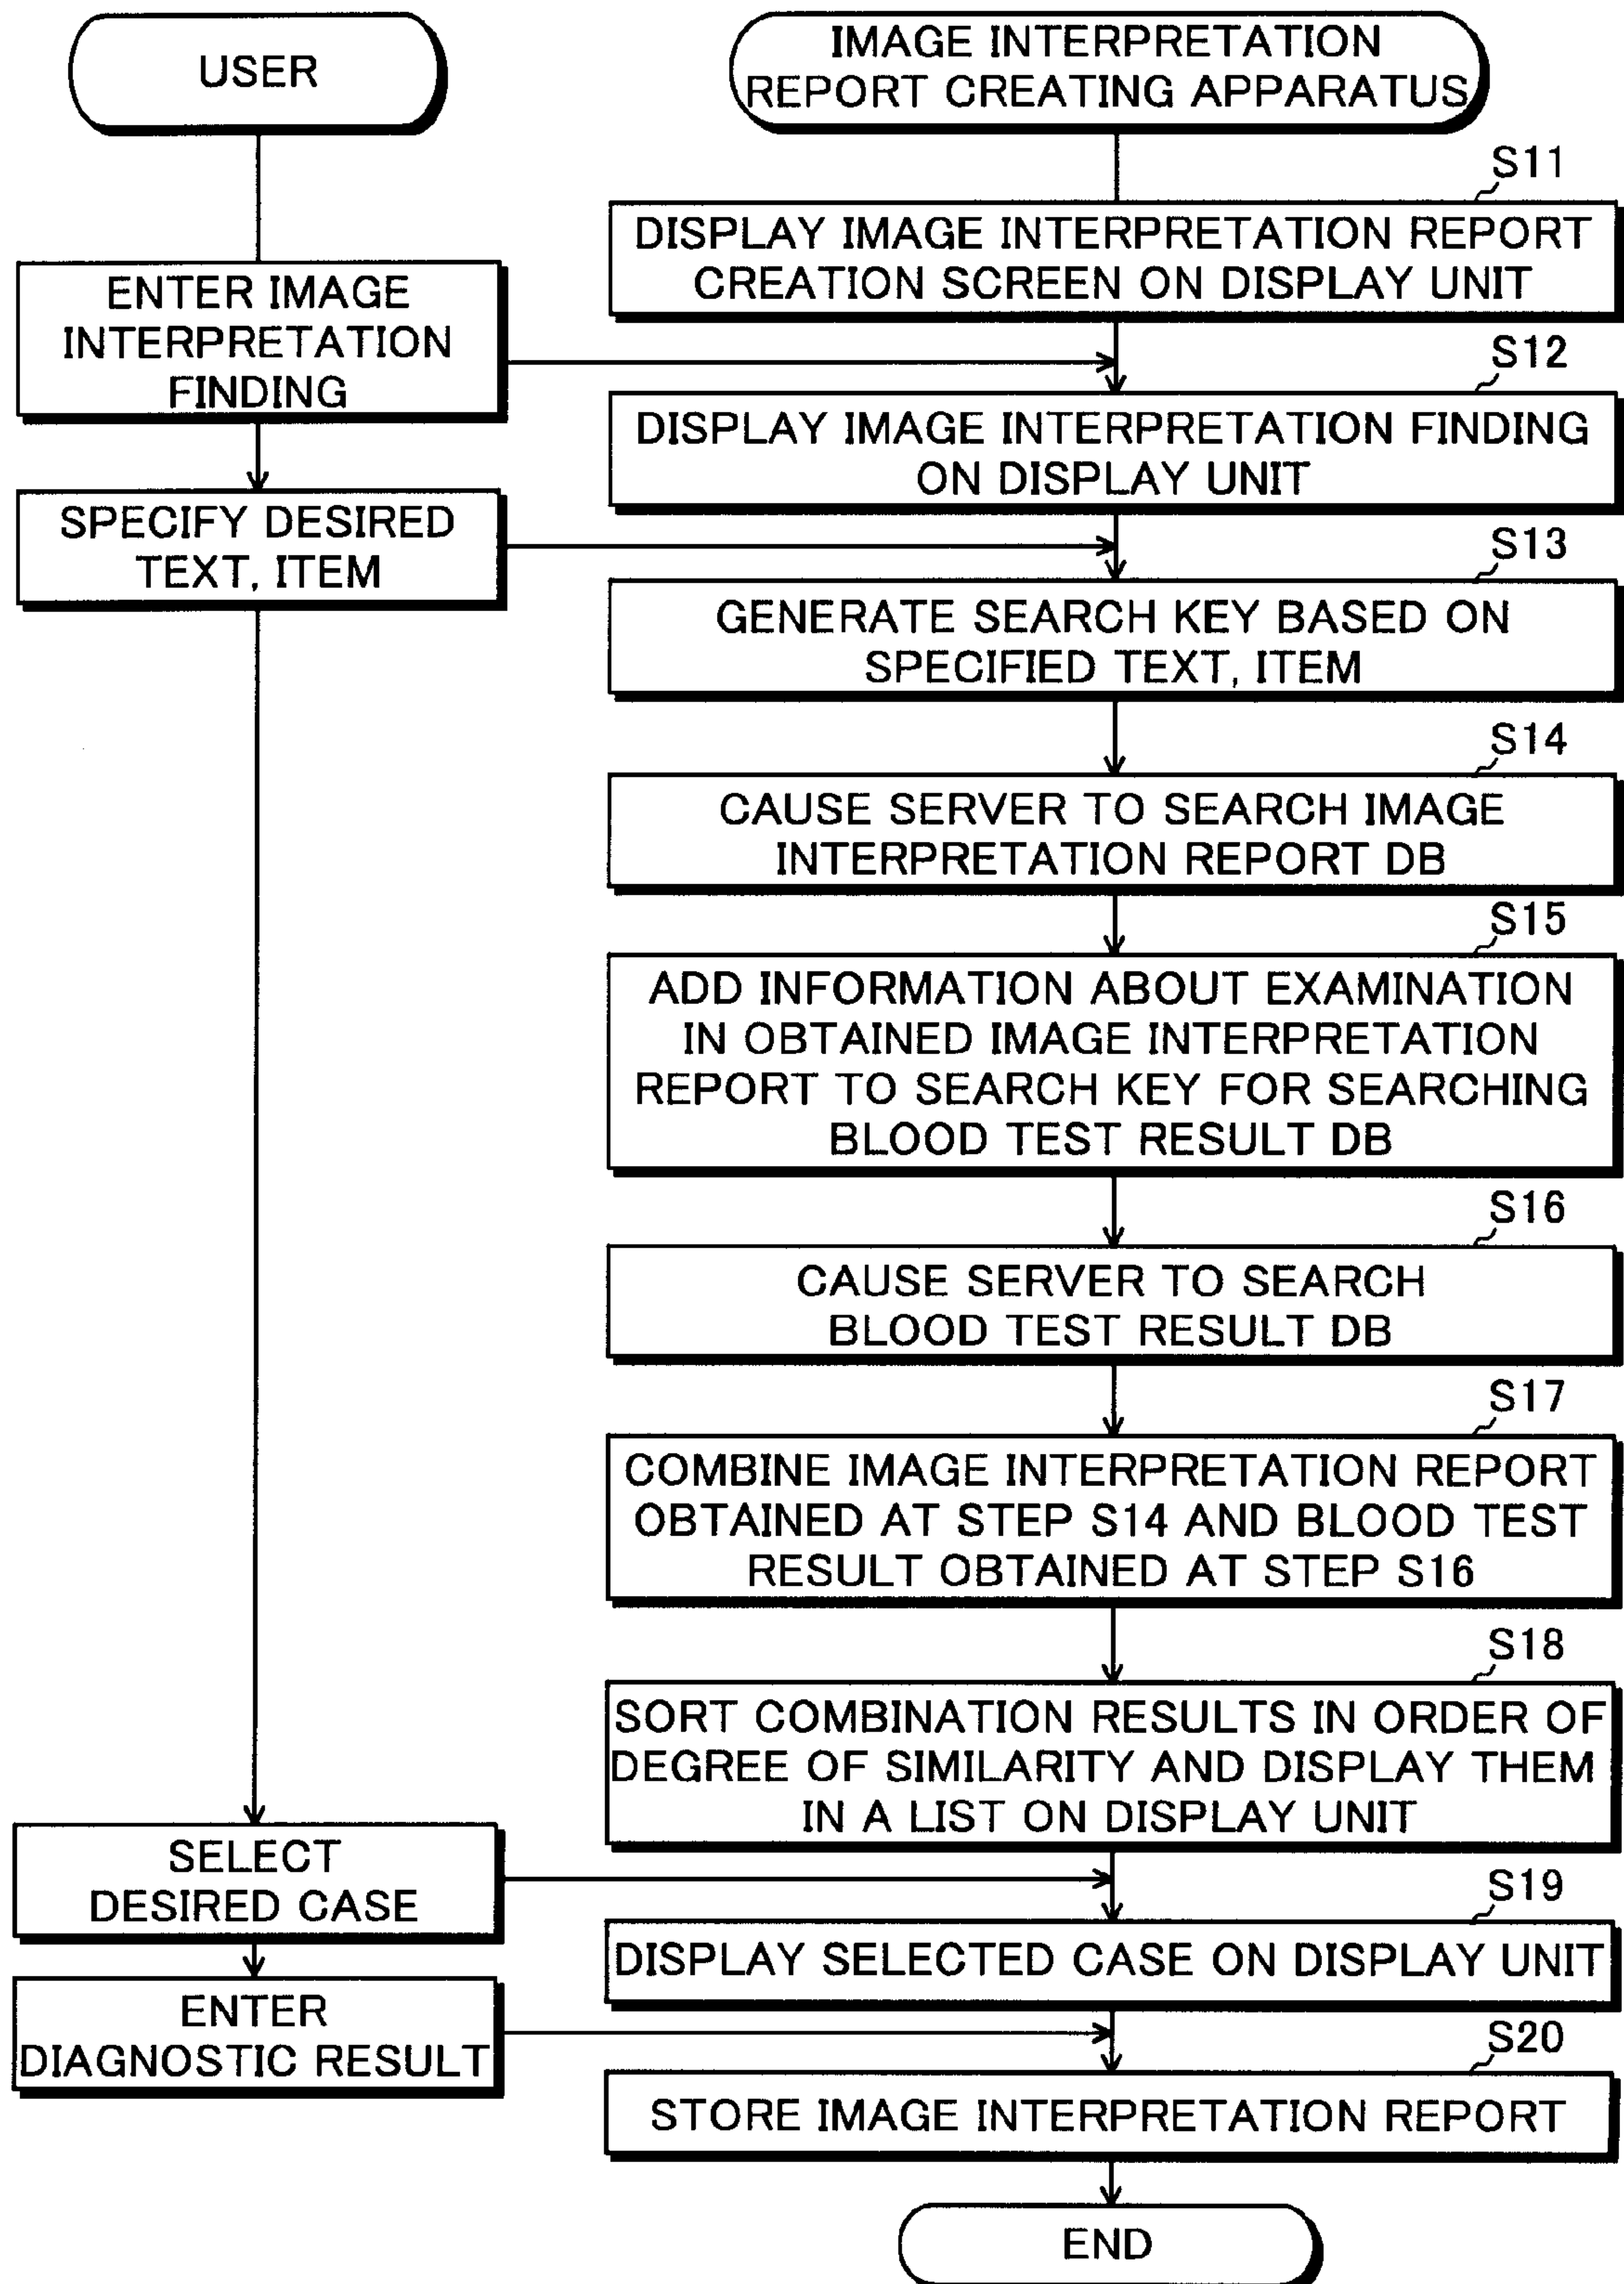 USER
IMAGE INTERPRETATION
REPORT CREATING APPARATUS
S11
DISPLAY IMAGE INTERPRETATION REPORT
CREATION SCREEN ON DISPLAY UNIT
ENTER IMAGE
INTERPRETATION
FINDING
S12
DISPLAY IMAGE INTERPRETATION FINDING
ON DISPLAY UNIT
SPECIFY DESIRED
TEXT, ITEM
S13
GENERATE SEARCH KEY BASED ON
SPECIFIED TEXT, ITEM
S14
CAUSE SERVER TO SEARCH IMAGE
INTERPRETATION REPORT DB
S15
ADD INFORMATION ABOUT EXAMINATION
IN OBTAINED IMAGE INTERPRETATION
REPORT TO SEARCH KEY FOR SEARCHING
BLOOD TEST RESULT DB
S16
CAUSE SERVER TO SEARCH
BLOOD TEST RESULT DB
S17
COMBINE IMAGE INTERPRETATION REPORT
OBTAINED AT STEP S14 AND BLOOD TEST
RESULT OBTAINED AT STEP S16
S18
SORT COMBINATION RESULTS IN ORDER OF
DEGREE OF SIMILARITY AND DISPLAY THEM
IN A LIST ON DISPLAY UNIT
SELECT
DESIRED CASE
S19
DISPLAY SELECTED CASE ON DISPLAY UNIT
ENTER
DIAGNOSTIC RESULT
S20
STORE IMAGE INTERPRETATION REPORT
END